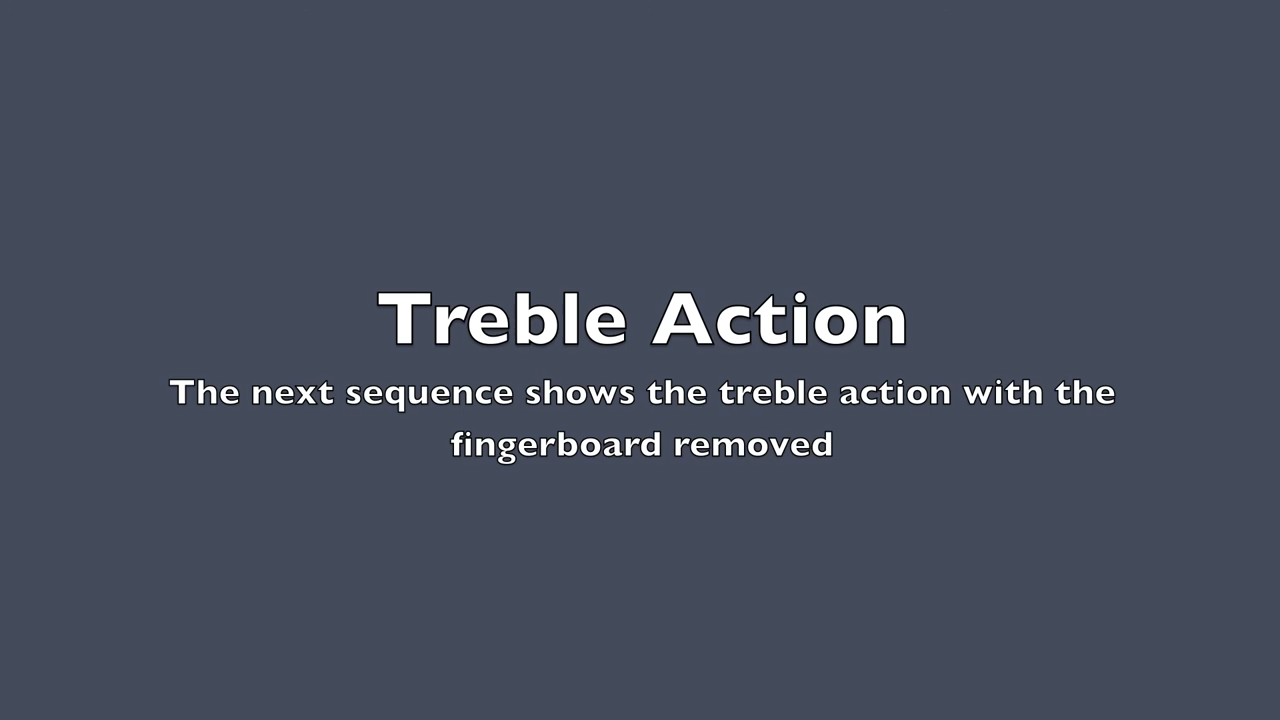 Treble Action
The next sequence shows the treble action with the
fingerboard removed